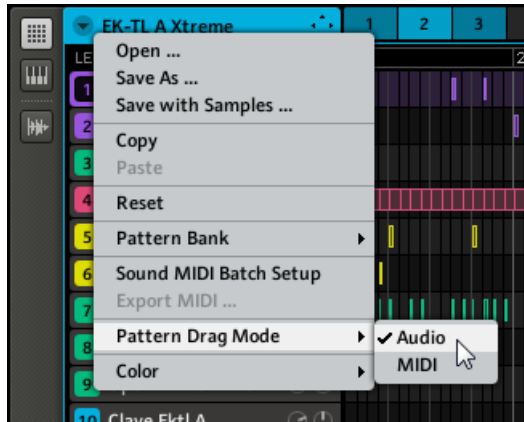 EK-TL A Xtreme 1 2 3
Open ...
Save As ...
Save with Samples ...
Copy
Paste
Reset
Pattern Bank
Sound MIDI Batch Setup
Export MIDI ...
Pattern Drag Mode
Audio
MIDI
Color
LE
2
1
2
3
4
5
6
7
8
9
10 Clave Ektl A